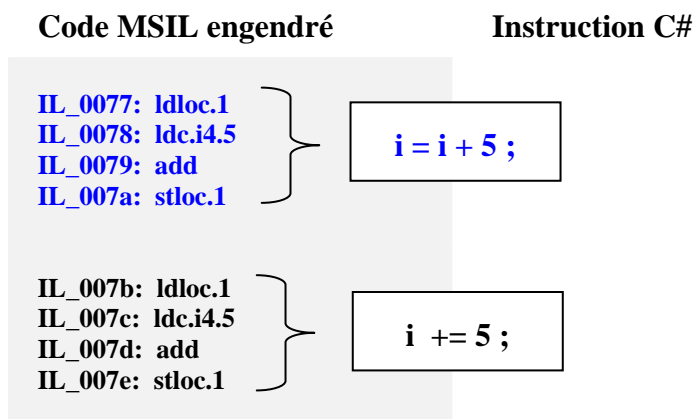 Code MSIL engendré Instruction C#
IL_0077: ldloc.1
IL_0078: ldc.i4.5
IL_0079: add
IL_007a: stloc.1
i = i + 5 ;
IL_007b: ldloc.1
IL_007c: ldc.i4.5
IL_007d: add
IL_007e: stloc.1
i += 5 ;